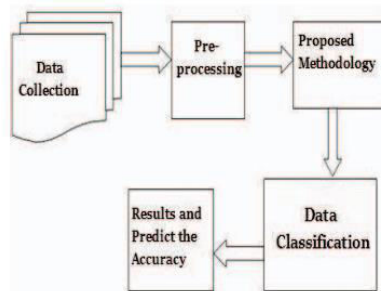 Data
Collection
Pre-
processing
Proposed
Methodology
Data
Classification
Results and
Predict the
Accuracy